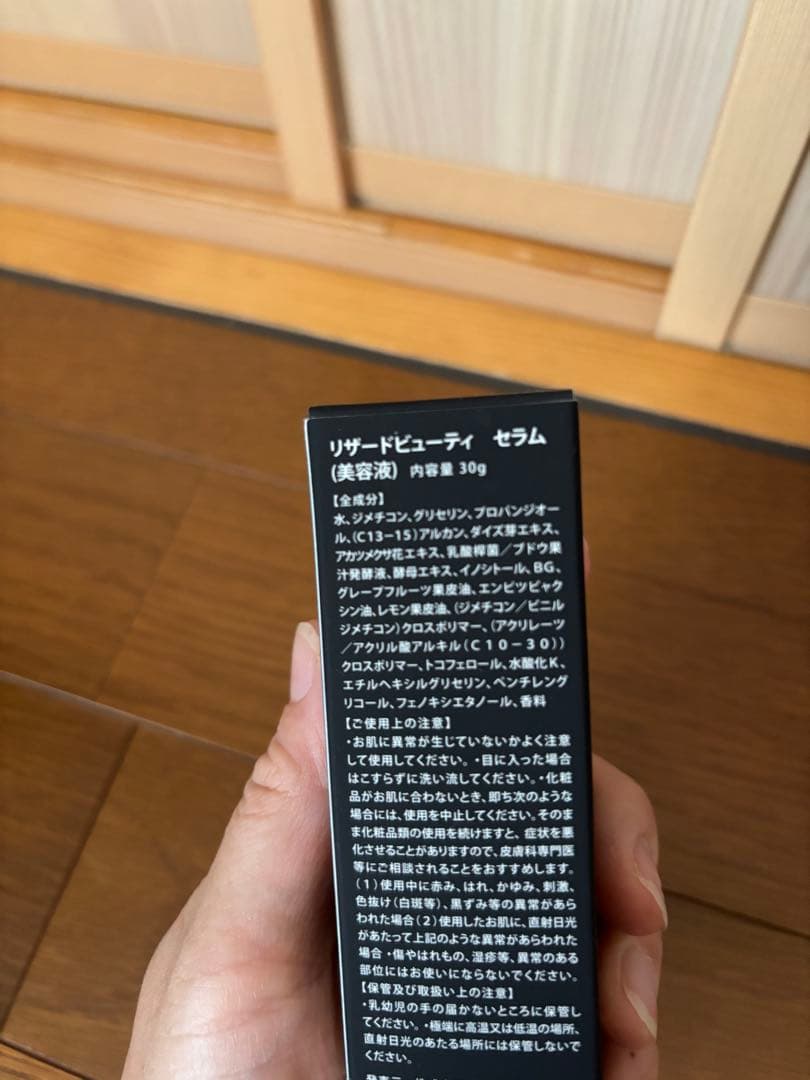 リザードビューティ　セラム
(美容液) 内容量 30g
【全成分】
水、ジメチコン、グリセリン、プロパンジオー
ル、(C13-15)アルカン、ダイズ芽エキス、
アカツメクサ花エキス、乳酸桿菌／ブドウ果
汁発酵液、酵母エキス、イノシトール、BG、
グレープフルーツ果皮油、エンピツビャク
シン油、レモン果皮油、(ジメチコン／ビニル
ジメチコン)クロスポリマー、(アクリレーツ
／アクリル酸アルキル(C10-30))
クロスポリマー、トコフェロール、水酸化K、
エチルヘキシルグリセリン、ペンチレング
リコール、フェノキシエタノール、香料
【ご使用上の注意】
・お肌に異常が生じていないかよく注意
して使用してください。・目に入った場合
はこすらずに洗い流してください。・化粧
品がお肌に合わないとき、即ち次のような
場合には、使用を中止してください。そのま
ま化粧品類の使用を続けますと、症状を悪
化させることがありますので、皮膚科専門医
等にご相談されることをおすすめします。
(1)使用中に赤み、はれ、かゆみ、刺激、
色抜け(白斑等)、黒ずみ等の異常があら
われた場合(2)使用したお肌に、直射日光
があたって上記のような異常があらわれた
場合・傷やはれもの、湿疹等、異常のある
部位にはお使いにならないでください。
【保管及び取扱い上の注意】
・乳幼児の手の届かないところに保管し
てください。・極端に高温又は低温の場所、
直射日光のあたる場所には保管しないで
ください。